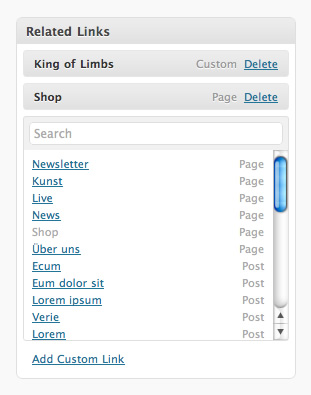 Related Links
King of Limbs Custom Delete
Shop Page Delete
Search
Newsletter Page
Kunst Page
Live Page
News Page
Shop Page
Über uns Page
Ecum Post
Eum dolor sit Post
Lorem ipsum Post
Verie Post
Lorem Post
Add Custom Link